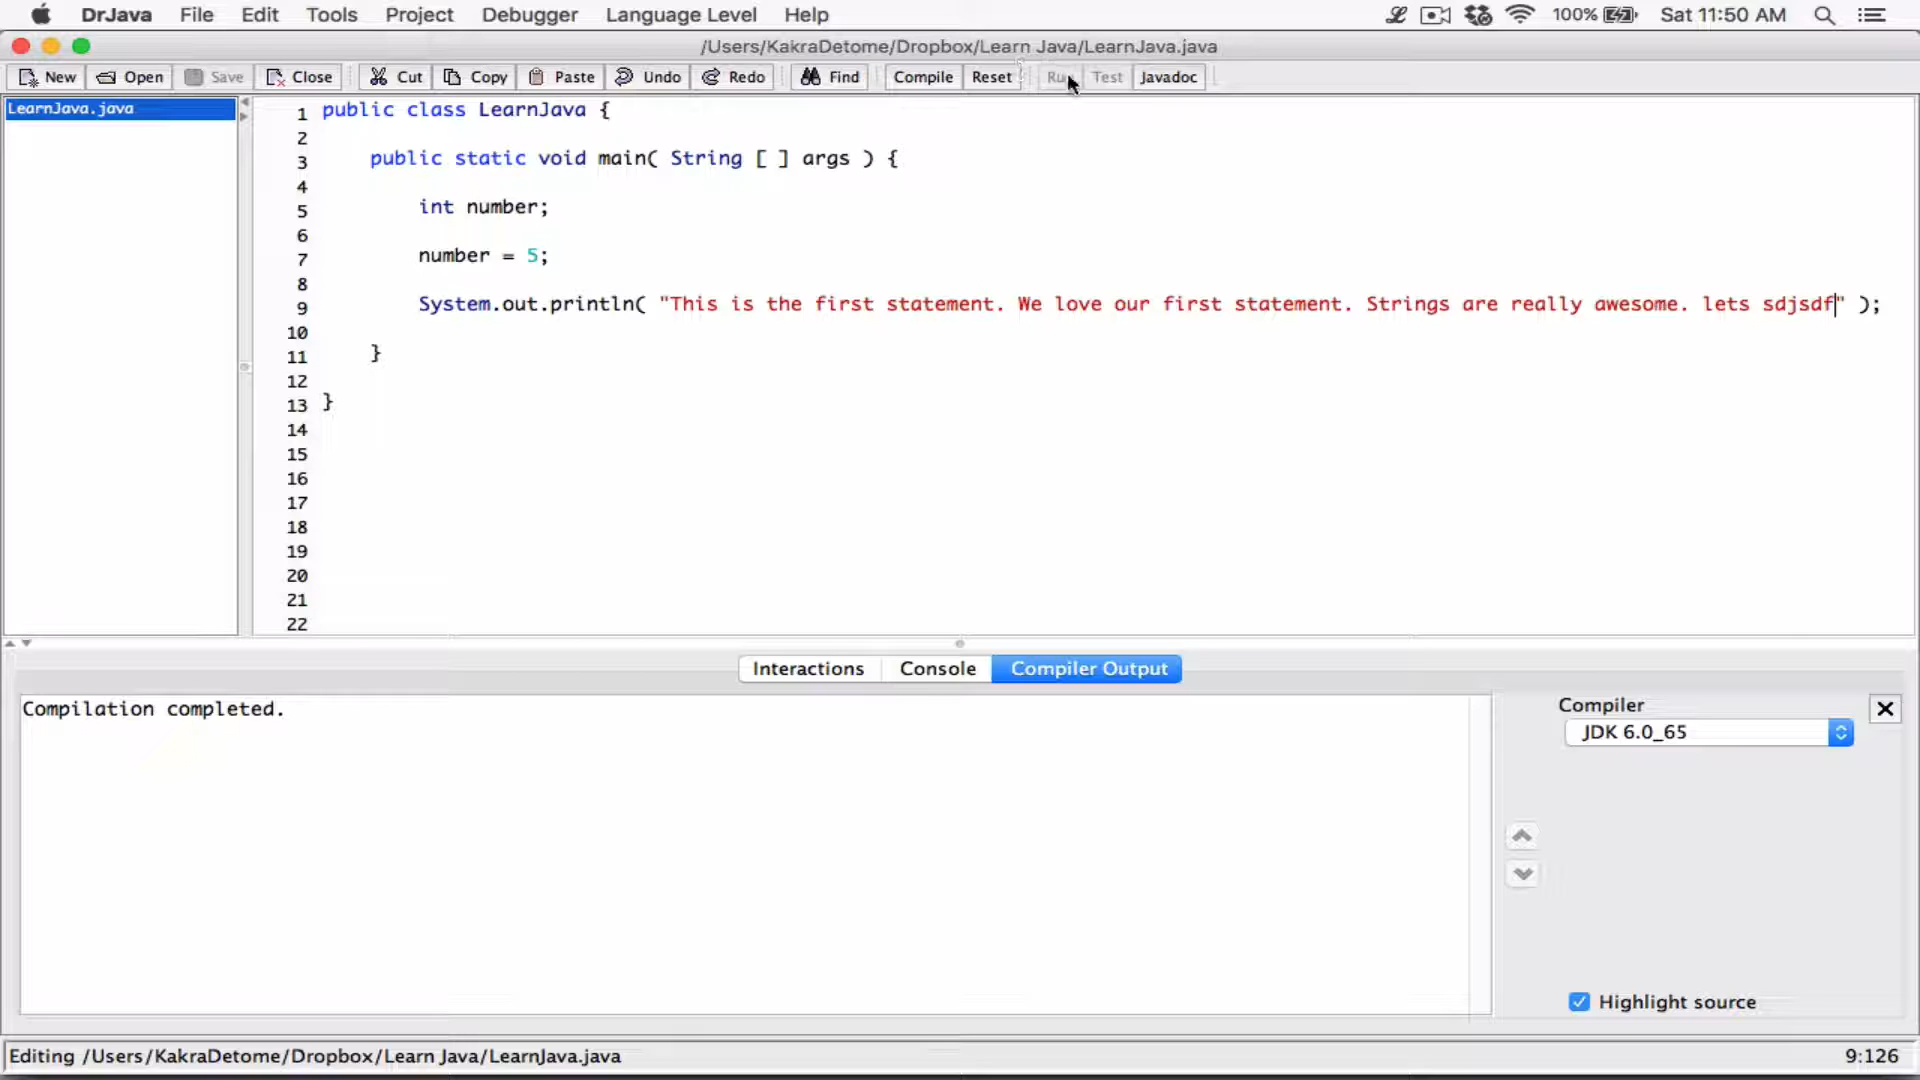 DrJava File Edit Tools Project Debugger Language Level Help 100% Sat 11:50 AM
/Users/KakraDetome/Dropbox/Learn Java/LearnJava.java
New Open Save Close Cut Copy Paste Undo Redo Find Compile Reset Test Javadoc
LearnJava.java
1 public class LearnJava {
2
3 public static void main( String [ ] args ) {
4
5 int number;
6
7 number = 5;
8
9 System.out.println( "This is the first statement. We love our first statement. Strings are really awesome. lets sdjsdf" );
10
11 }
12
13 }
14
15
16
17
18
19
20
21
22
Interactions Console Compiler Output
Compilation completed.
Compiler
JDK 6.0_65
Highlight source
Editing /Users/KakraDetome/Dropbox/Learn Java/LearnJava.java 9:126